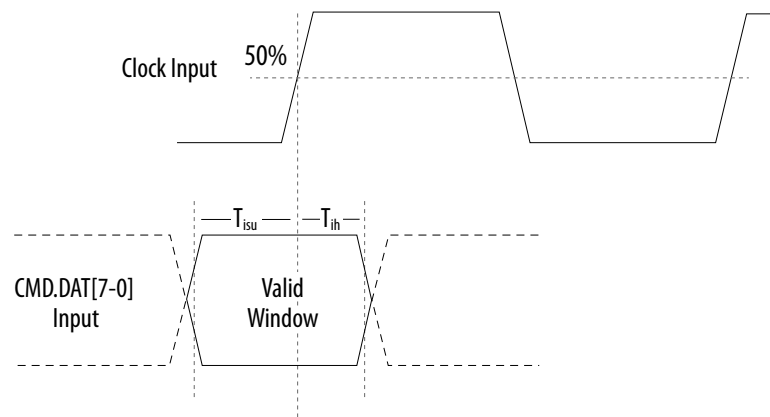 50%
Clock Input
Tisu
Tih
CMD.DAT[7-0]
Input
Valid
Window